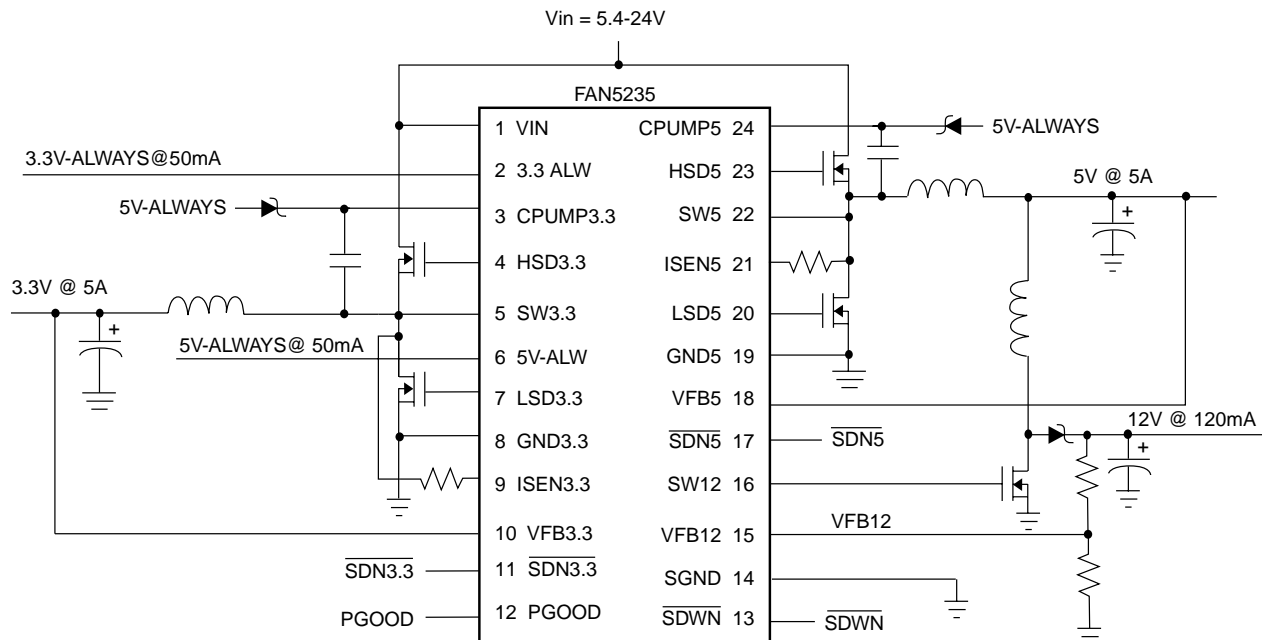 Vin = 5.4-24V
FAN5235
1 VIN
CPUMP5 24
5V-ALWAYS
3.3V-ALWAYS@50mA
2 3.3 ALW
HSD5 23
5V @ 5A
5V-ALWAYS
3 CPUMP3.3
SW5 22
+
4 HSD3.3
ISEN5 21
3.3V @ 5A
5 SW3.3
LSD5 20
+
5V-ALWAYS@ 50mA
6 5V-ALW
GND5 19
7 LSD3.3
VFB5 18
12V @ 120mA
8 GND3.3
SDN5 17
SDN5
+
9 ISEN3.3
SW12 16
10 VFB3.3
VFB12 15
VFB12
SDN3.3
11 SDN3.3
SGND 14
PGOOD
12 PGOOD
SDWN 13
SDWN